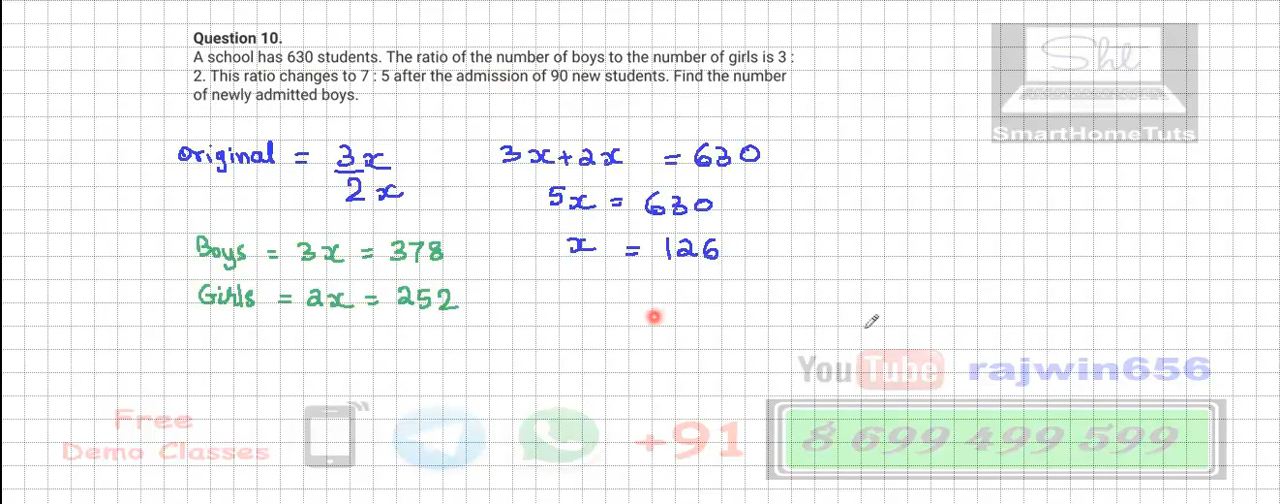 Question 10.
A school has 630 students. The ratio of the number of boys to the number of girls is 3 :
2. This ratio changes to 7 : 5 after the admission of 90 new students. Find the number
of newly admitted boys.
Sht
SmartHomeTuts
Original = 3x/2x
3x+2x = 630
5x = 630
x = 126
Boys = 3x = 378
Girls = 2x = 252
YouTube rajwin656
Free
Demo Classes
+91 8 699 499 599